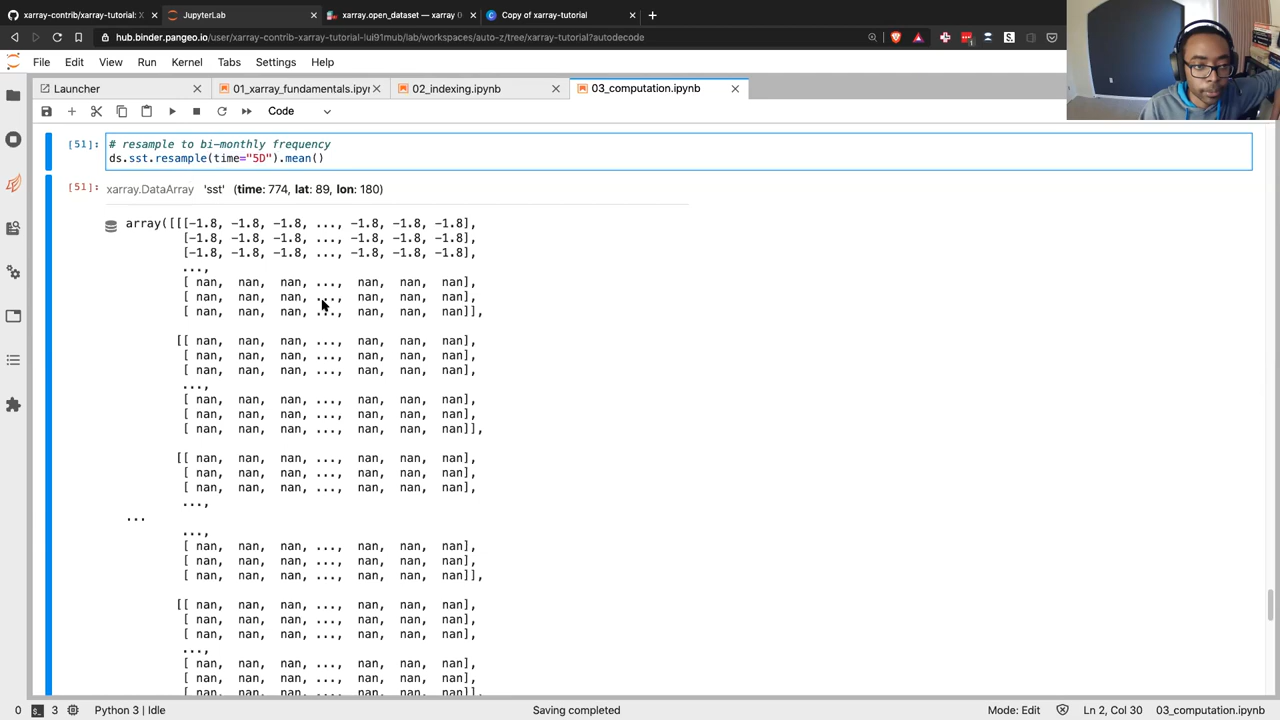 xarray-contrib/xarray-tutorial: X
JupyterLab
xarray.open_dataset — xarray
Copy of xarray-tutorial
hub.binder.pangeo.io/user/xarray-contrib-xarray-tutorial-lui91mub/lab/workspaces/auto-z/tree/xarray-tutorial?autodecode
File Edit View Run Kernel Tabs Settings Help
Launcher
01_xarray_fundamentals.ipyn
02_indexing.ipynb
03_computation.ipynb
Code
[51]: # resample to bi-monthly frequency
ds.sst.resample(time="5D").mean()
[51]: xarray.DataArray 'sst' (time: 774, lat: 89, lon: 180)
array([[[-1.8, -1.8, -1.8, ..., -1.8, -1.8, -1.8],
[-1.8, -1.8, -1.8, ..., -1.8, -1.8, -1.8],
[-1.8, -1.8, -1.8, ..., -1.8, -1.8, -1.8],
...,
[ nan, nan, nan, ..., nan, nan, nan],
[ nan, nan, nan, ..., nan, nan, nan],
[ nan, nan, nan, ..., nan, nan, nan]],
[[ nan, nan, nan, ..., nan, nan, nan],
[ nan, nan, nan, ..., nan, nan, nan],
[ nan, nan, nan, ..., nan, nan, nan],
...,
[ nan, nan, nan, ..., nan, nan, nan],
[ nan, nan, nan, ..., nan, nan, nan],
[ nan, nan, nan, ..., nan, nan, nan]],
[[ nan, nan, nan, ..., nan, nan, nan],
[ nan, nan, nan, ..., nan, nan, nan],
[ nan, nan, nan, ..., nan, nan, nan],
...,
...
...,
[ nan, nan, nan, ..., nan, nan, nan],
[ nan, nan, nan, ..., nan, nan, nan],
[ nan, nan, nan, ..., nan, nan, nan]],
[[ nan, nan, nan, ..., nan, nan, nan],
[ nan, nan, nan, ..., nan, nan, nan],
[ nan, nan, nan, ..., nan, nan, nan],
...,
[ nan, nan, nan, ..., nan, nan, nan],
[ nan, nan, nan, ..., nan, nan, nan],
[ nan, nan, nan, ..., nan, nan, nan]],
0 3 Python 3 | Idle Saving completed Mode: Edit Ln 2, Col 30 03_computation.ipynb